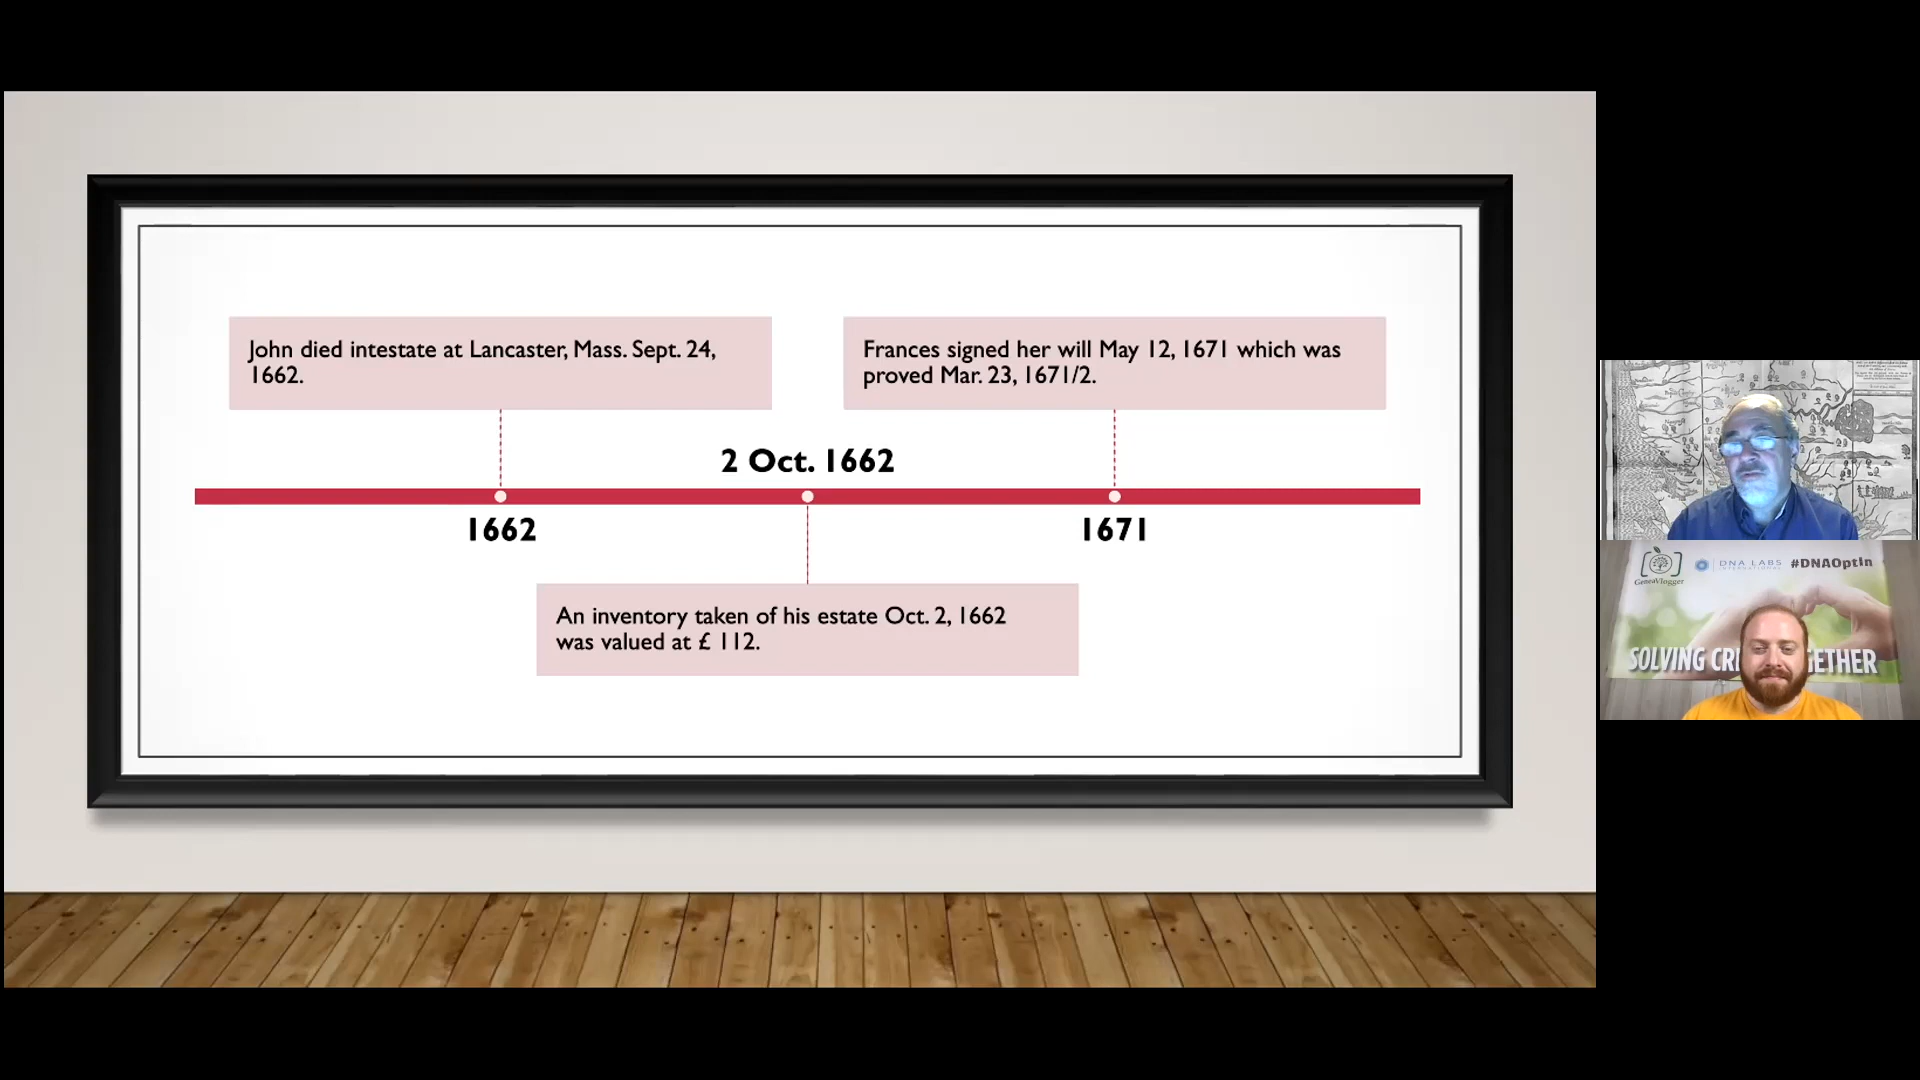 John died intestate at Lancaster, Mass. Sept. 24,
1662.
Frances signed her will May 12, 1671 which was
proved Mar. 23, 1671/2.
2 Oct. 1662
1662
1671
An inventory taken of his estate Oct. 2, 1662
was valued at £ 112.
GeneaVlogger
DNA LABS
INTERNATIONAL
#DNAOptIn
SOLVING